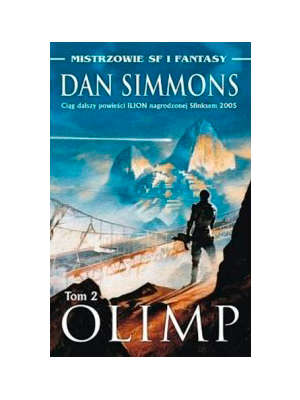 MISTRZOWIE SF I FANTASY
DAN SIMMONS
Ciąg dalszy powieści ILION nagrodzonej Sfinksem 2005
Tom 2
OLIMP